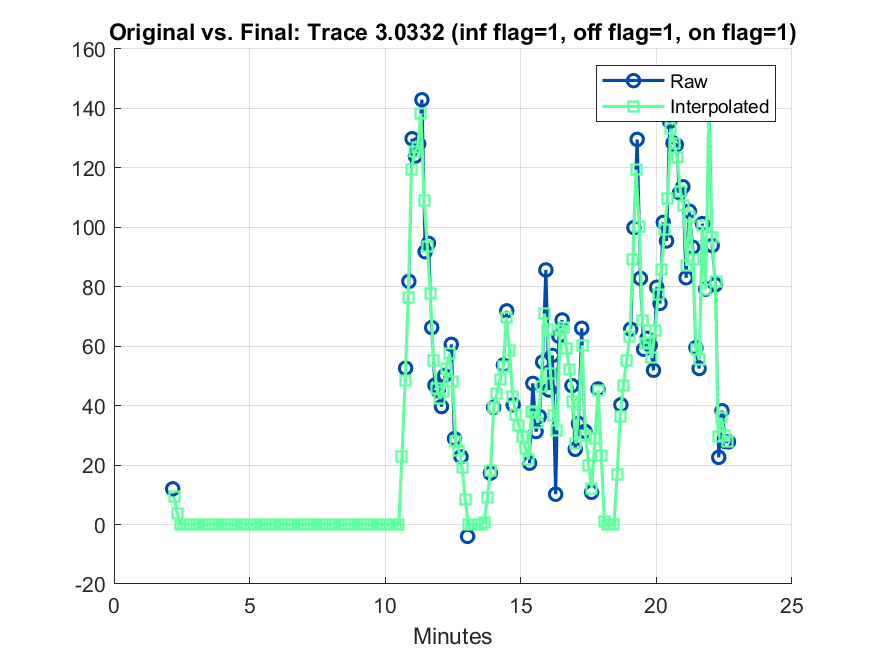 Original vs. Final: Trace 3.0332 (inf flag=1, off flag=1, on flag=1)
160
140
120
100
80
60
40
20
0
-20
Raw
Interpolated
0 5 10 15 20 25
Minutes